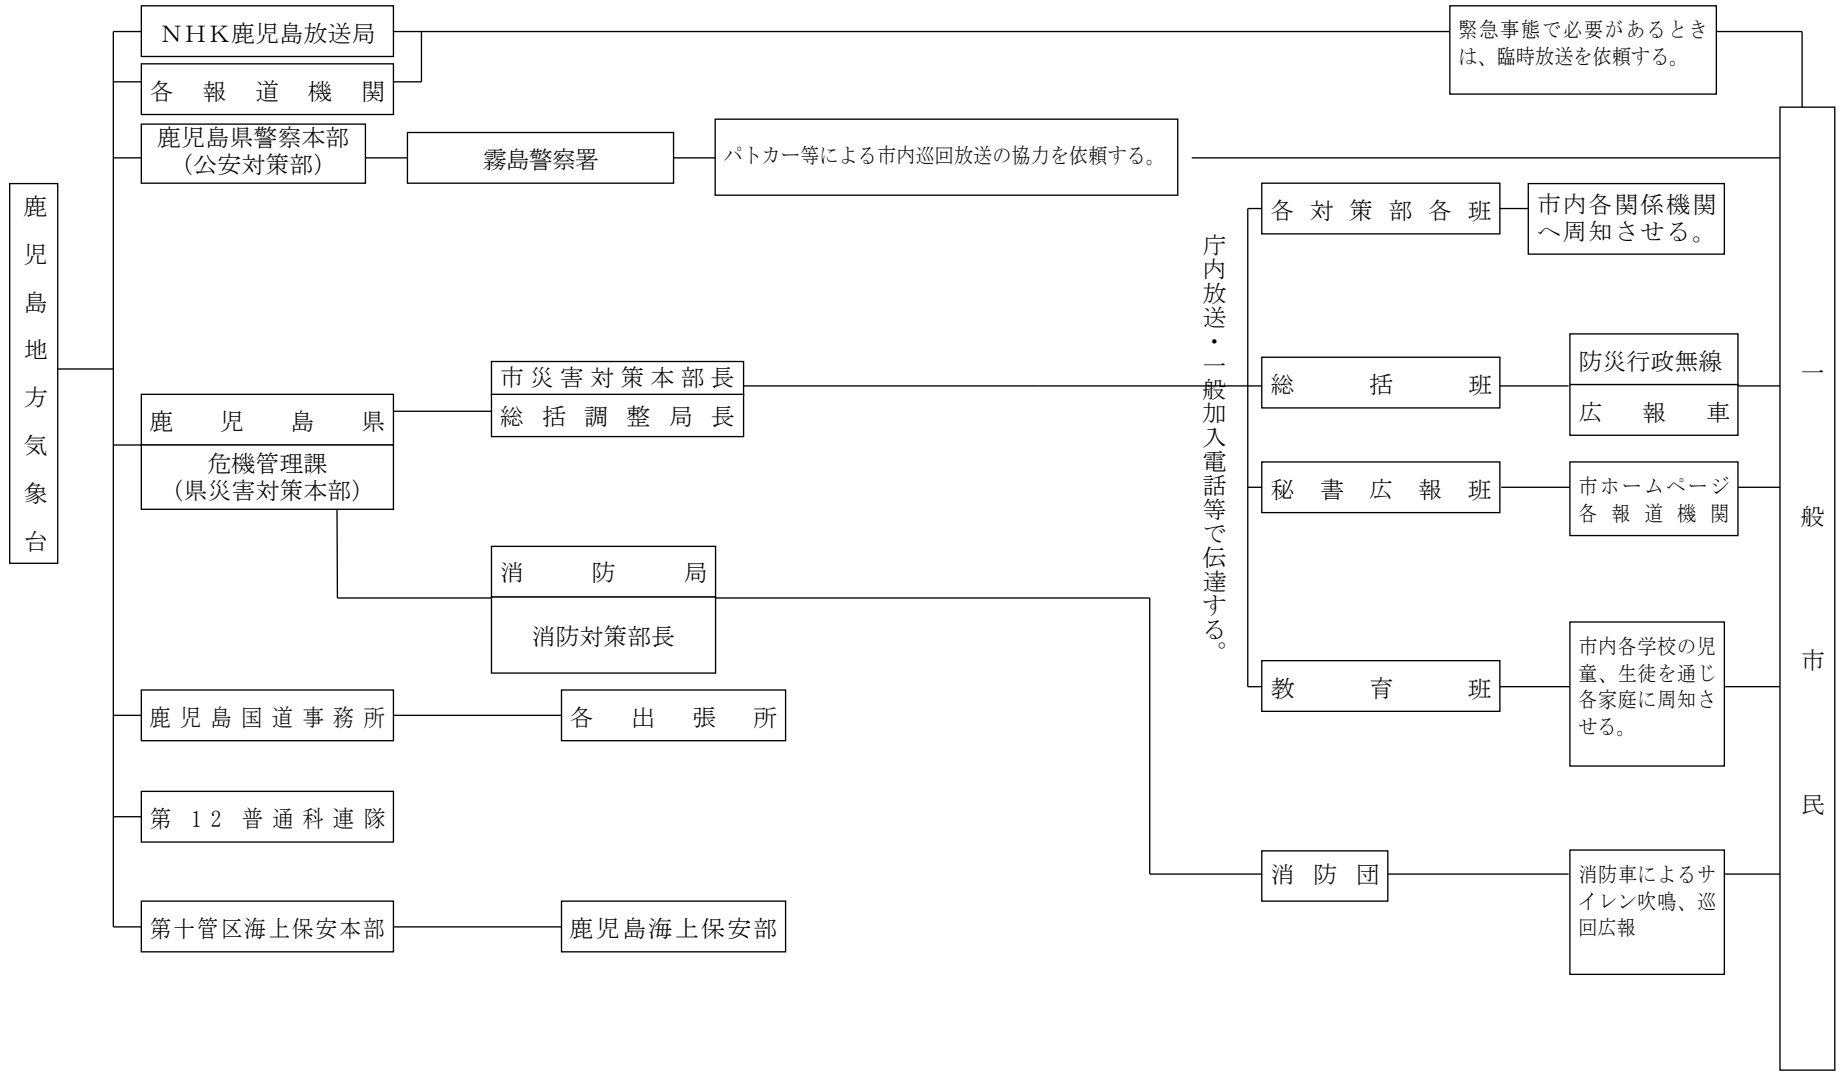 鹿児島地方気象台
NHK鹿児島放送局
各報道機関
緊急事態で必要があるとき
は、臨時放送を依頼する。
鹿児島県警察本部
（公安対策部）
霧島警察署
パトカー等による市内巡回放送の協力を依頼する。
鹿児島県
危機管理課
（県災害対策本部）
市災害対策本部長
総括調整局長
消防局
消防対策部長
鹿児島国道事務所
各出張所
第12普通科連隊
第十管区海上保安本部
鹿児島海上保安部
庁内放送・一般加入電話等で伝達する。
各対策部各班
市内各関係機関
へ周知させる。
総括班
防災行政無線
広報車
秘書広報班
市ホームページ
各報道機関
教育班
市内各学校の児
童、生徒を通じ
各家庭に周知さ
せる。
消防団
消防車によるサ
イレン吹鳴、巡
回広報
一般市民